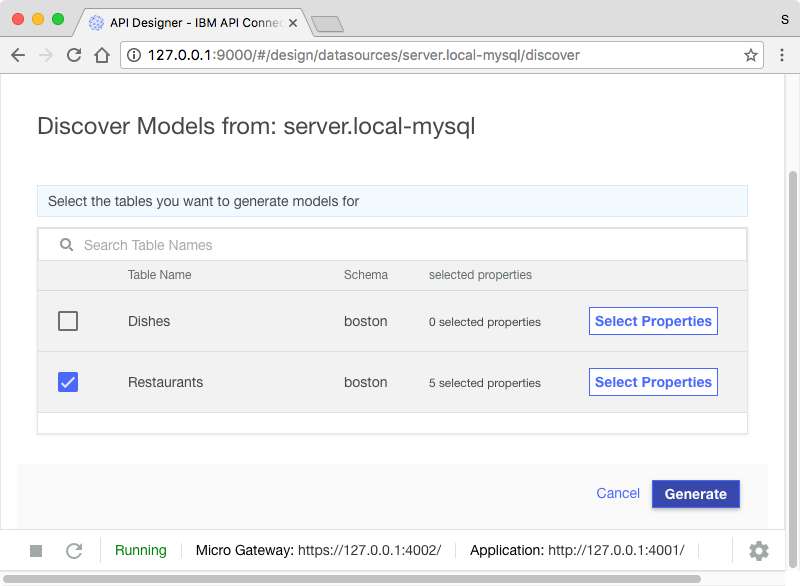 API Designer - IBM API Connec
S
127.0.0.1:9000/#/design/datasources/server.local-mysql/discover
Discover Models from: server.local-mysql
Select the tables you want to generate models for
Search Table Names
Table Name Schema selected properties
Dishes boston 0 selected properties Select Properties
Restaurants boston 5 selected properties Select Properties
Cancel Generate
Running Micro Gateway: https://127.0.0.1:4002/ Application: http://127.0.0.1:4001/